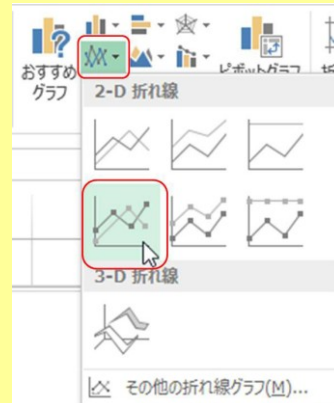 おすすめ
グラフ
ピボットグラフ
2-D 折れ線
3-D 折れ線
その他の折れ線グラフ(M)...